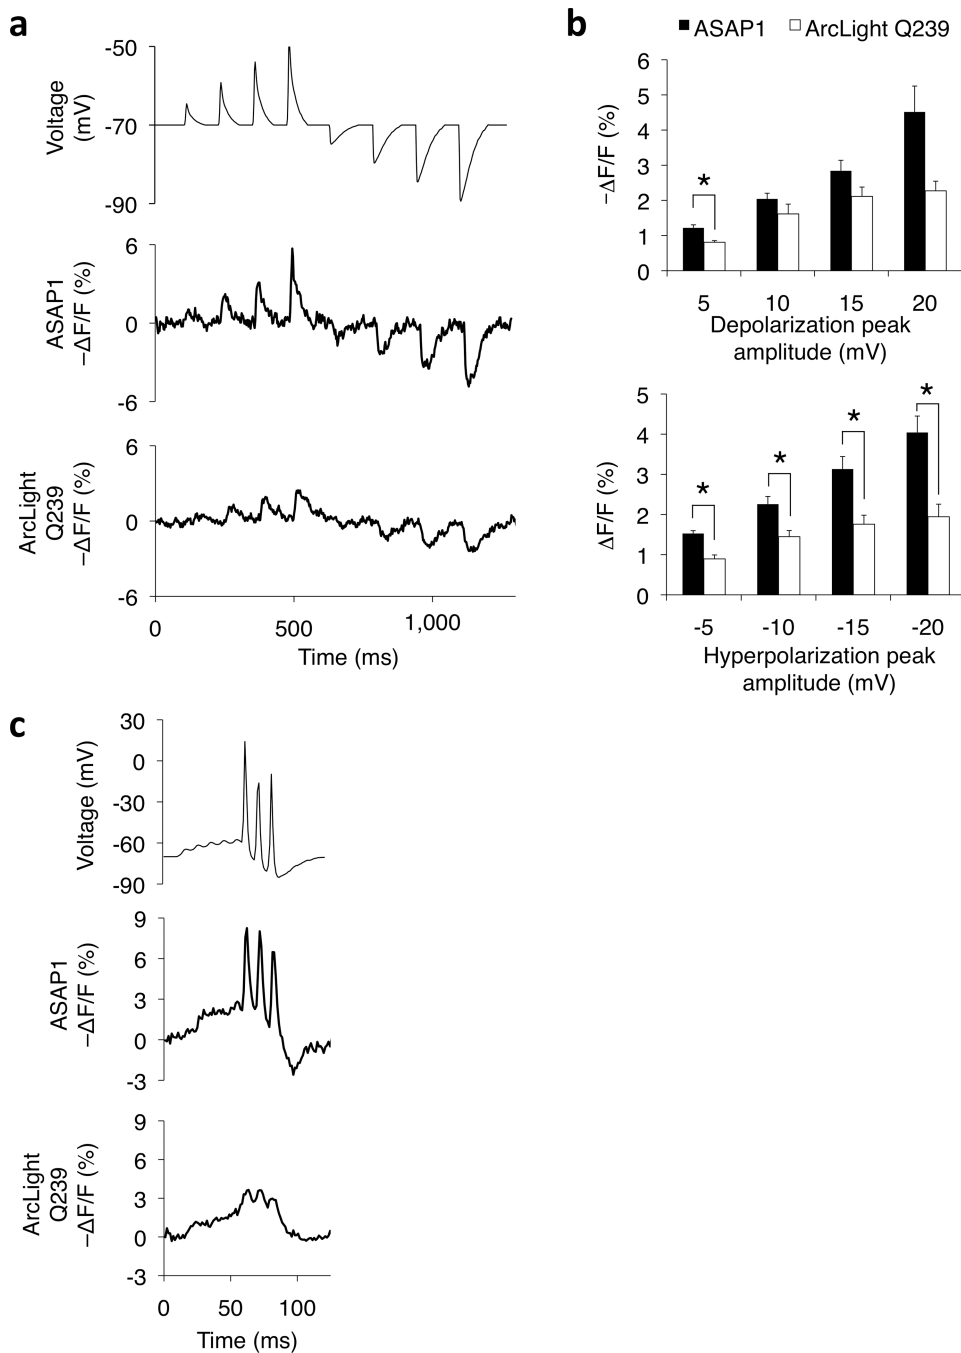 a
-50
-70
-90
Voltage
(mV)
6
0
-6
ASAP1
−ΔF/F (%)
6
0
-6
ArcLight
Q239
−ΔF/F (%)
0
500
1,000
Time (ms)
b
ASAP1
ArcLight Q239
6
5
4
3
2
1
0
−ΔF/F (%)
*
5
10
15
20
Depolarization peak
amplitude (mV)
5
4
3
2
1
0
ΔF/F (%)
*
*
*
*
-5
-10
-15
-20
Hyperpolarization peak
amplitude (mV)
c
30
0
-30
-60
-90
Voltage (mV)
9
6
3
0
-3
ASAP1
−ΔF/F (%)
9
6
3
0
-3
ArcLight
Q239
−ΔF/F (%)
0
50
100
Time (ms)